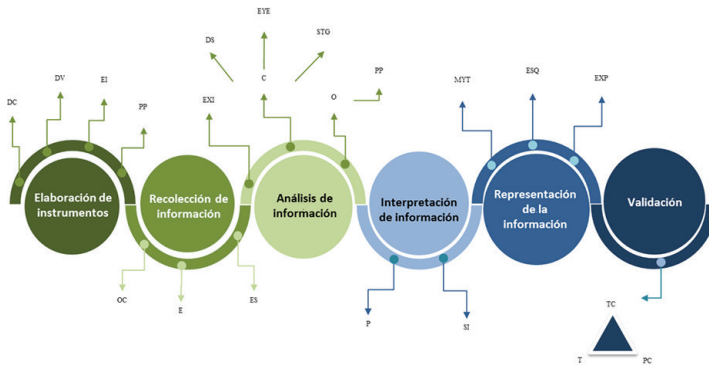 EYE
DS
STG
DV
EI
C
PP
MYT
ESQ
EXP
DC
PP
EXI
O
Elaboración de
instrumentos
Recolección de
información
Análisis de
información
Interpretación
de información
Representación
de la
información
Validación
OC
E
ES
P
SI
TC
T
PC